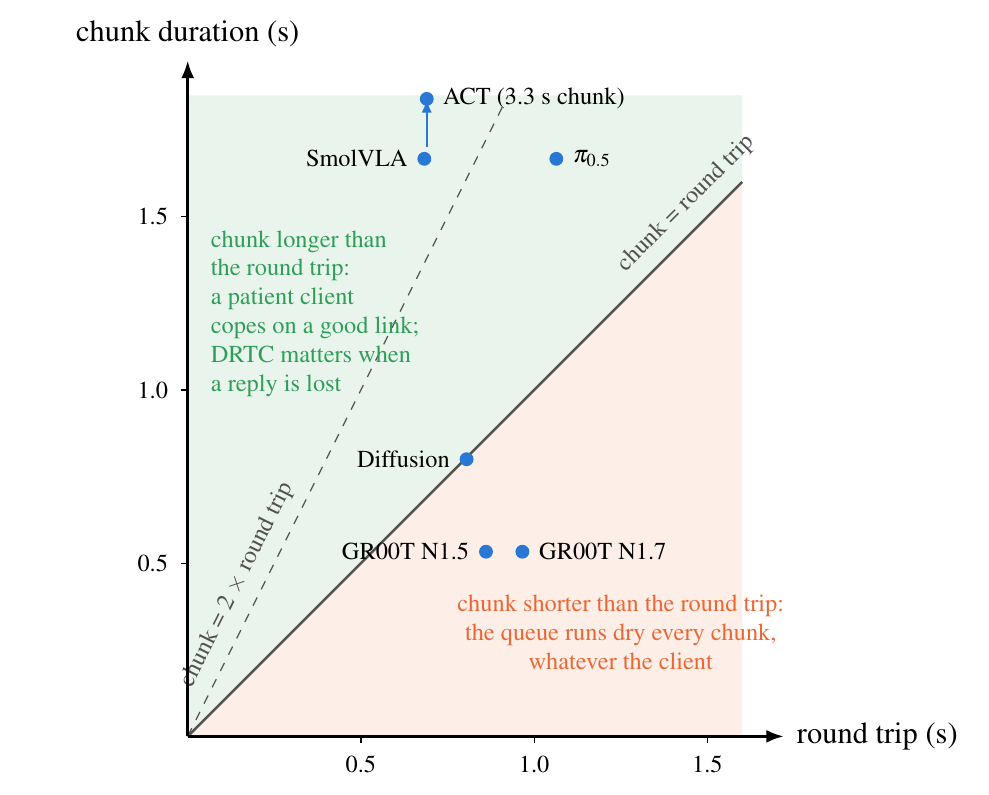 chunk duration (s)
ACT (3.3 s chunk)
SmolVLA
π0.5
chunk = round trip
1.5
chunk longer than
the round trip:
a patient client
copes on a good link;
DRTC matters when
a reply is lost
1.0
Diffusion
chunk = 2 × round trip
GR00T N1.5
GR00T N1.7
0.5
chunk shorter than the round trip:
the queue runs dry every chunk,
whatever the client
round trip (s)
0.5
1.0
1.5